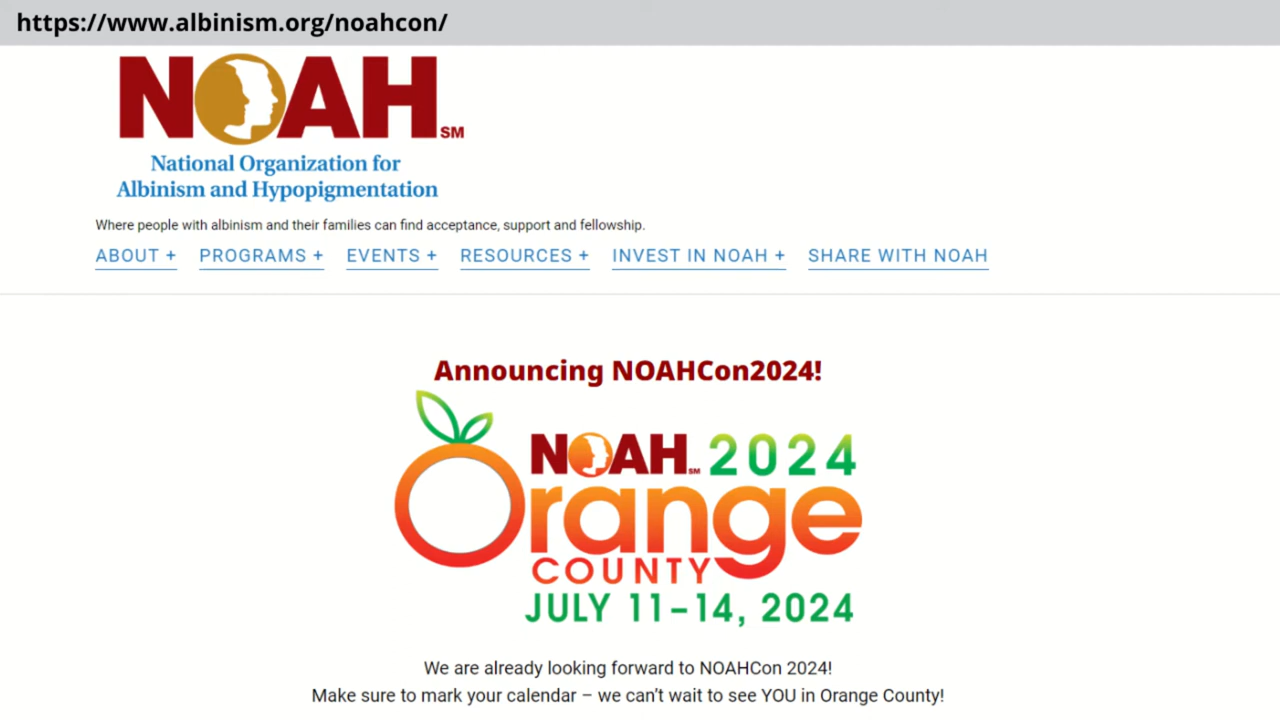 https://www.albinism.org/noahcon/
NOAH SM
National Organization for
Albinism and Hypopigmentation
Where people with albinism and their families can find acceptance, support and fellowship.
ABOUT + PROGRAMS + EVENTS + RESOURCES + INVEST IN NOAH + SHARE WITH NOAH
Announcing NOAHCon2024!
NOAH SM 2024
Orange
COUNTY
JULY 11–14, 2024
We are already looking forward to NOAHCon 2024!
Make sure to mark your calendar – we can't wait to see YOU in Orange County!